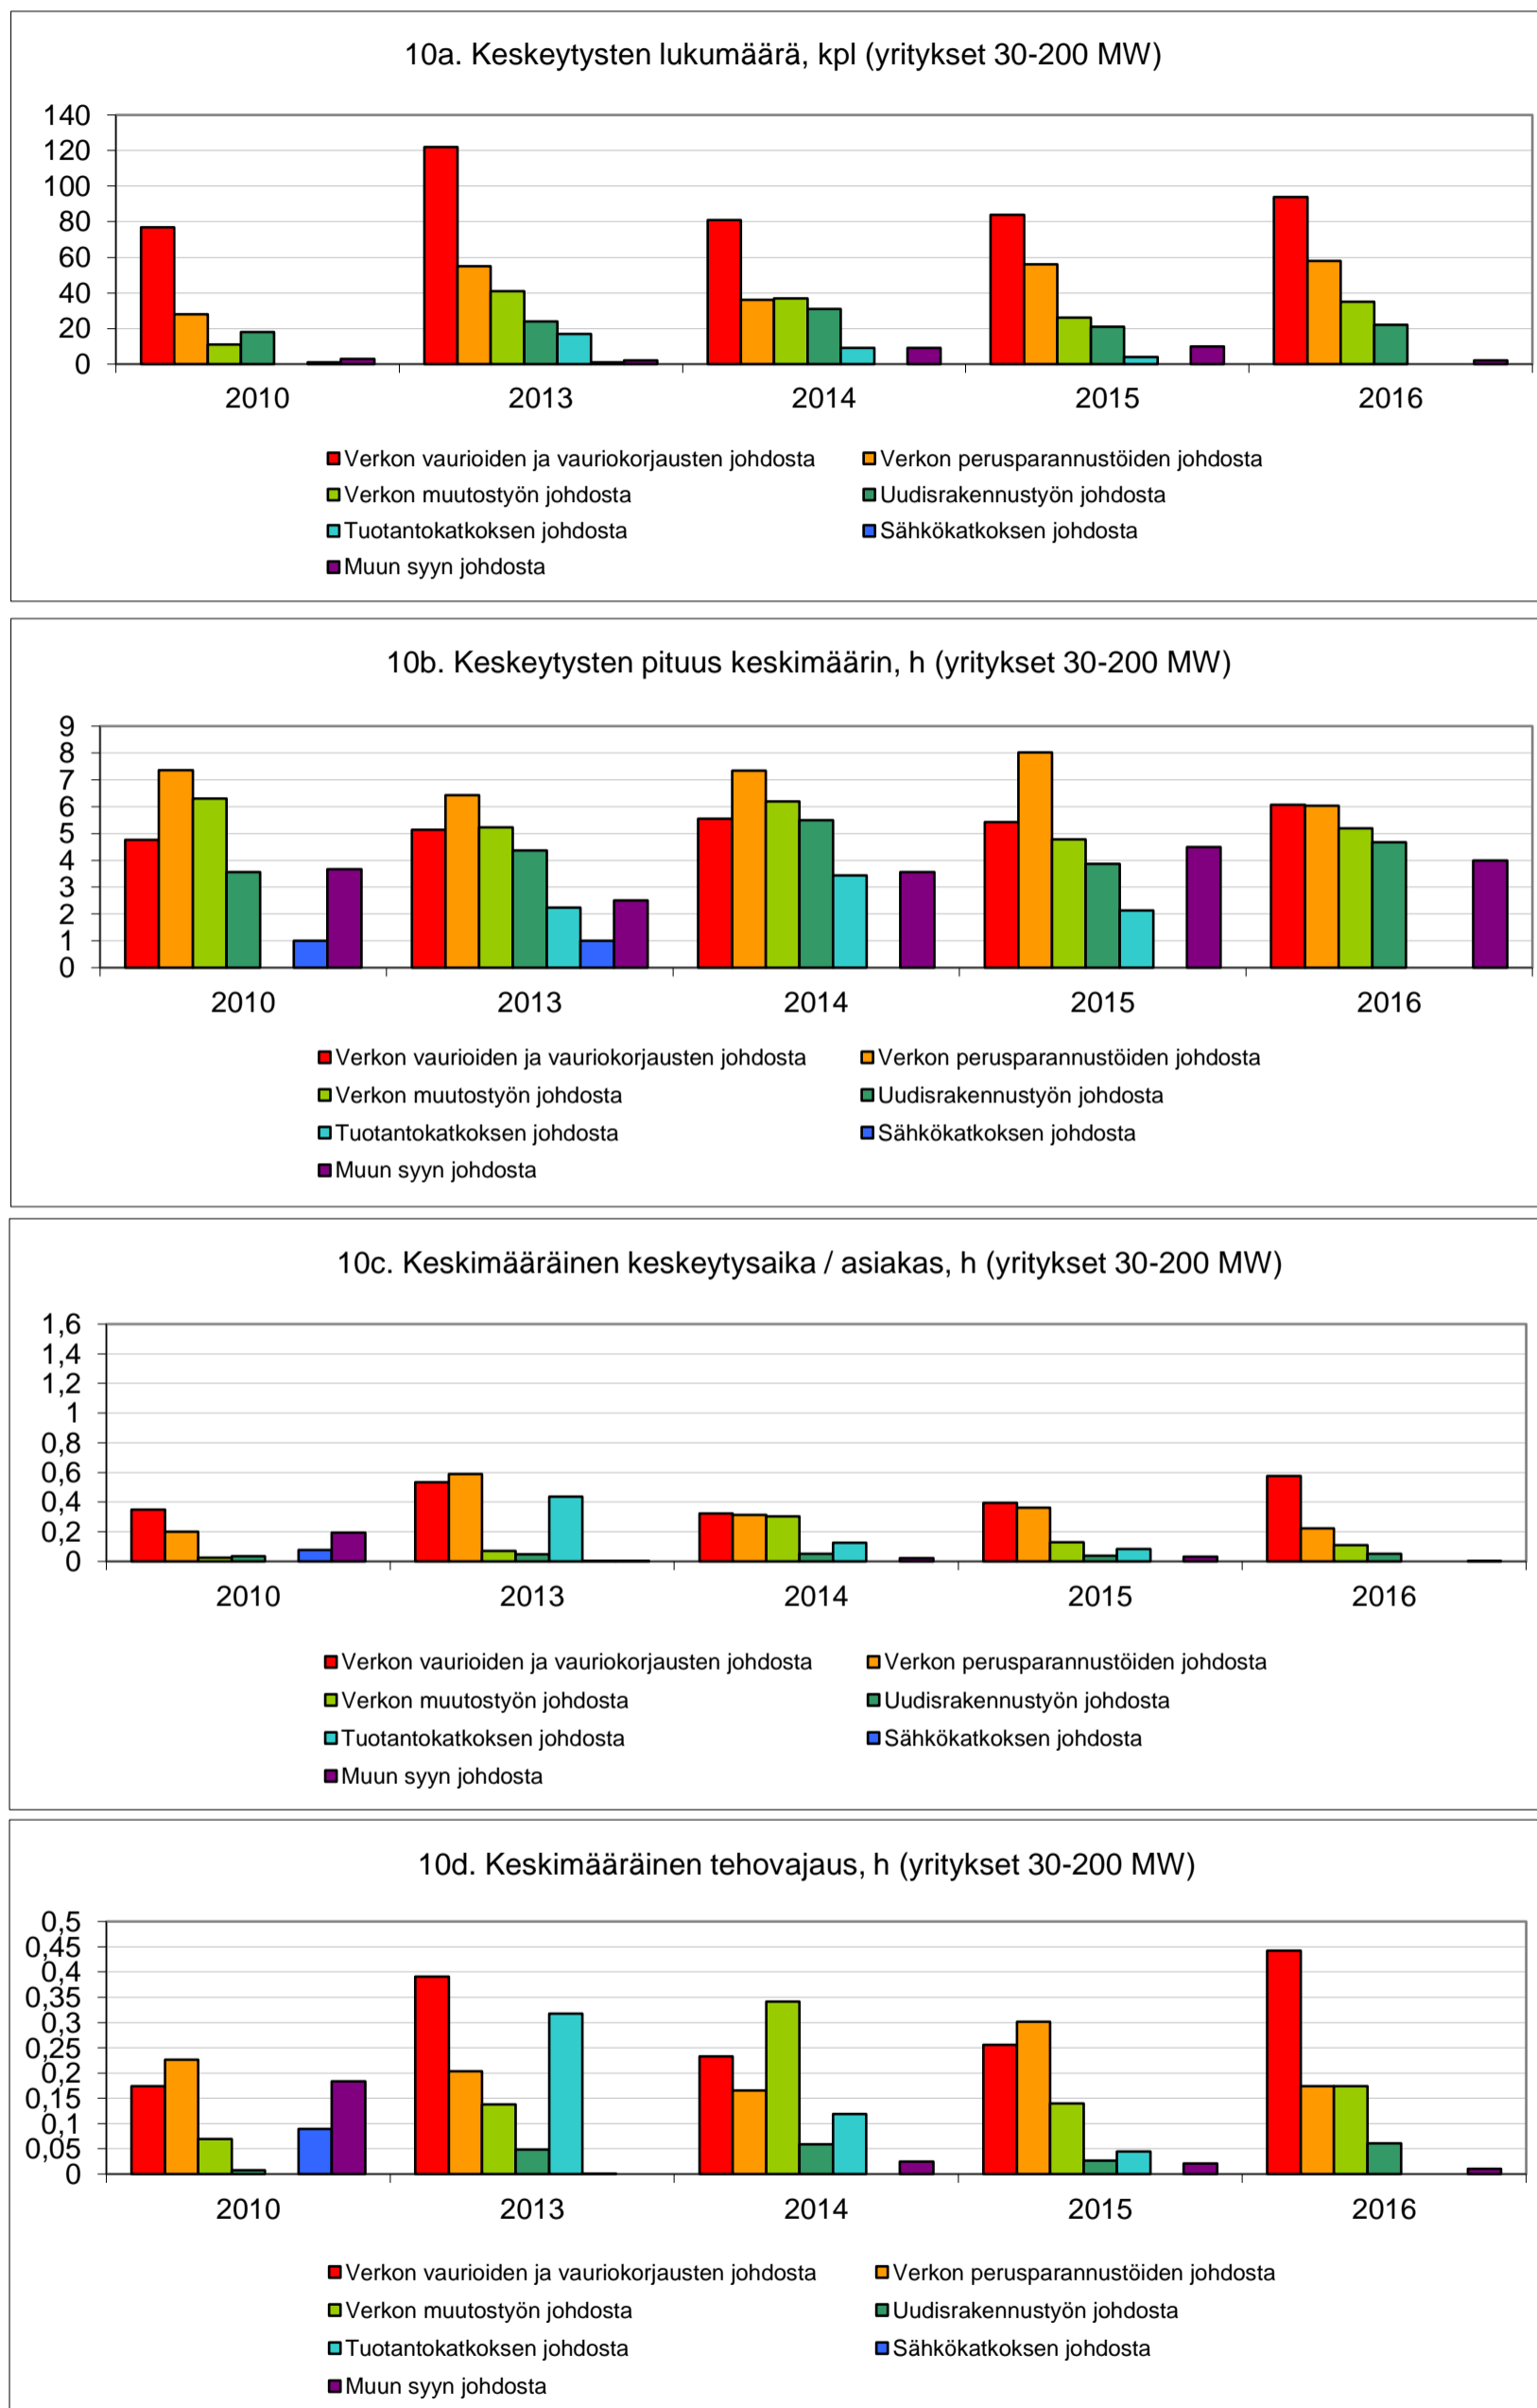 10a. Keskeytysten lukumäärä, kpl (yritykset 30-200 MW)
140
120
100
80
60
40
20
0
2010 2013 2014 2015 2016
Verkon vaurioiden ja vauriokorjausten johdosta Verkon perusparannustöiden johdosta
Verkon muutostyön johdosta Uudisrakennustyön johdosta
Tuotantokatkoksen johdosta Sähkökatkoksen johdosta
Muun syyn johdosta
10b. Keskeytysten pituus keskimäärin, h (yritykset 30-200 MW)
9
8
7
6
5
4
3
2
1
0
2010 2013 2014 2015 2016
Verkon vaurioiden ja vauriokorjausten johdosta Verkon perusparannustöiden johdosta
Verkon muutostyön johdosta Uudisrakennustyön johdosta
Tuotantokatkoksen johdosta Sähkökatkoksen johdosta
Muun syyn johdosta
10c. Keskimääräinen keskeytysaika / asiakas, h (yritykset 30-200 MW)
1,6
1,4
1,2
1
0,8
0,6
0,4
0,2
0
2010 2013 2014 2015 2016
Verkon vaurioiden ja vauriokorjausten johdosta Verkon perusparannustöiden johdosta
Verkon muutostyön johdosta Uudisrakennustyön johdosta
Tuotantokatkoksen johdosta Sähkökatkoksen johdosta
Muun syyn johdosta
10d. Keskimääräinen tehovajaus, h (yritykset 30-200 MW)
0,5
0,45
0,4
0,35
0,3
0,25
0,2
0,15
0,1
0,05
0
2010 2013 2014 2015 2016
Verkon vaurioiden ja vauriokorjausten johdosta Verkon perusparannustöiden johdosta
Verkon muutostyön johdosta Uudisrakennustyön johdosta
Tuotantokatkoksen johdosta Sähkökatkoksen johdosta
Muun syyn johdosta